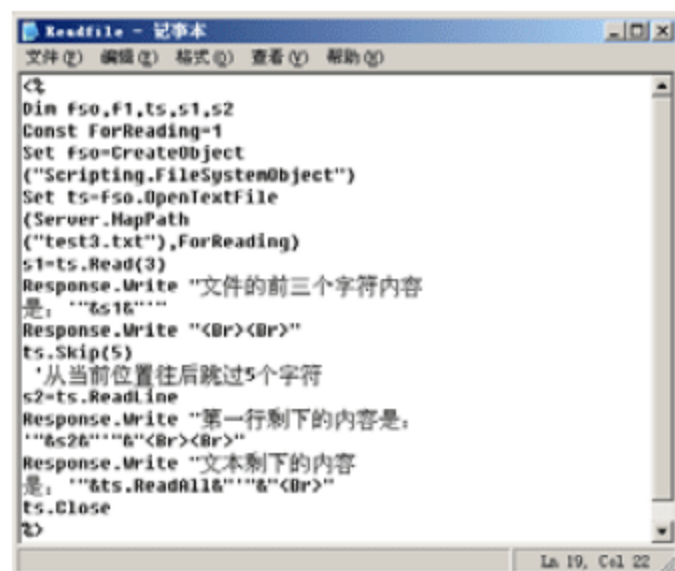 Readfile - 记事本
文件(F) 编辑(E) 格式(O) 查看(V) 帮助(H)
<%
Dim fso,f1,ts,s1,s2
Const ForReading=1
Set fso=CreateObject
("Scripting.FileSystemObject")
Set ts=fso.OpenTextFile
(Server.MapPath
("test3.txt"),ForReading)
s1=ts.Read(3)
Response.Write "文件的前三个字符内容
是：'"&s1&"'"
Response.Write "<Br><Br>"
ts.Skip(5)
'从当前位置往后跳过5个字符
s2=ts.ReadLine
Response.Write "第一行剩下的内容是：
'"&s2&"'"&"<Br><Br>"
Response.Write "文本剩下的内容
是：'"&ts.ReadAll&"'"&"<Br>"
ts.Close
%>
Ln 19, Col 22